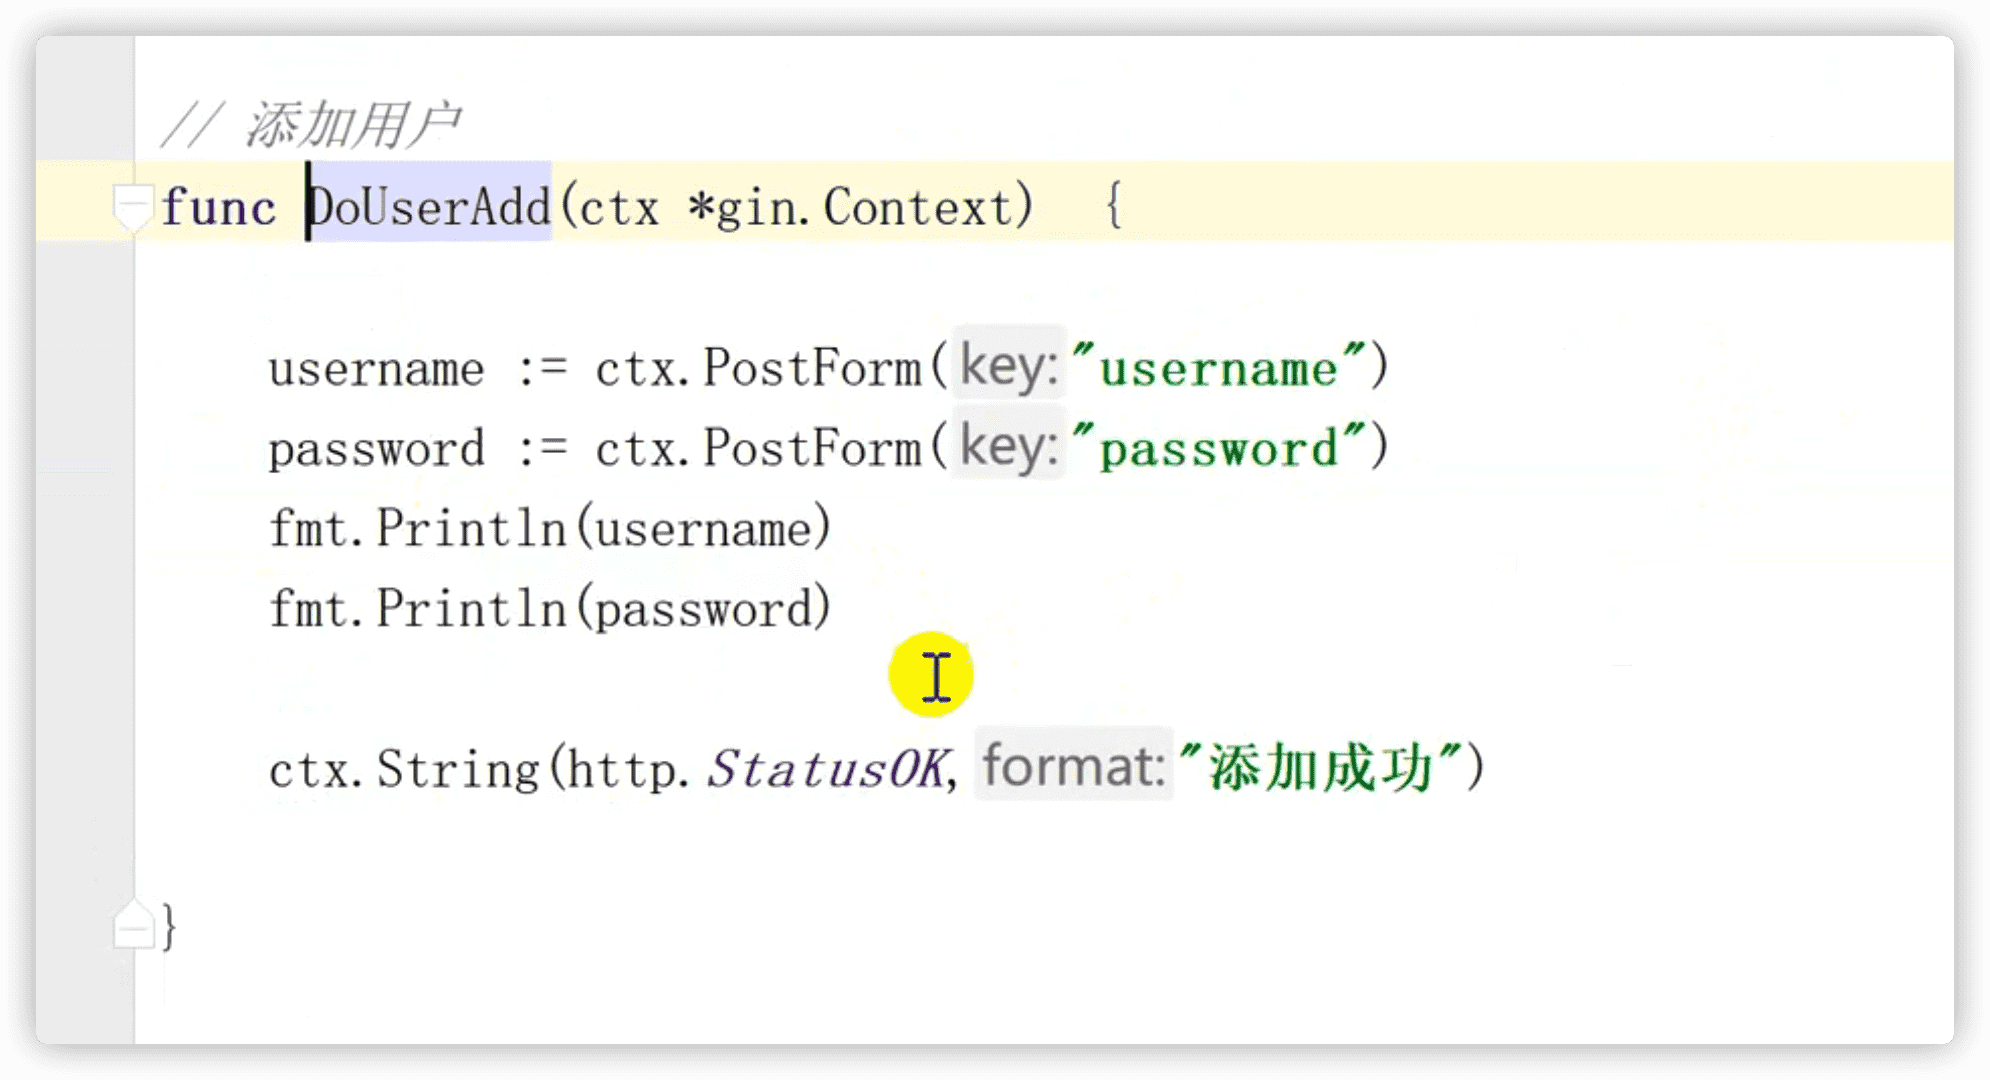 // 添加用户
func DoUserAdd(ctx *gin.Context)  {
username := ctx.PostForm(key:"username")
password := ctx.PostForm(key:"password")
fmt.Println(username)
fmt.Println(password)
ctx.String(http.StatusOK, format:"添加成功")
}